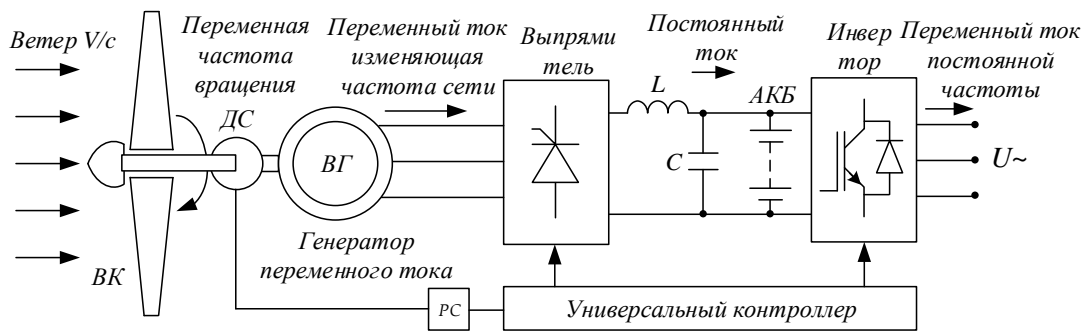 Ветер V/c
Переменная
частота
вращения
ДС
Переменный ток
изменяющая
частота сети
Выпрями
тель
Постоянный
ток
L
АКБ
C
Инвер
тор
Переменный ток
постоянной
частоты
U~
ВГ
ВК
Генератор
переменного тока
РС
Универсальный контроллер